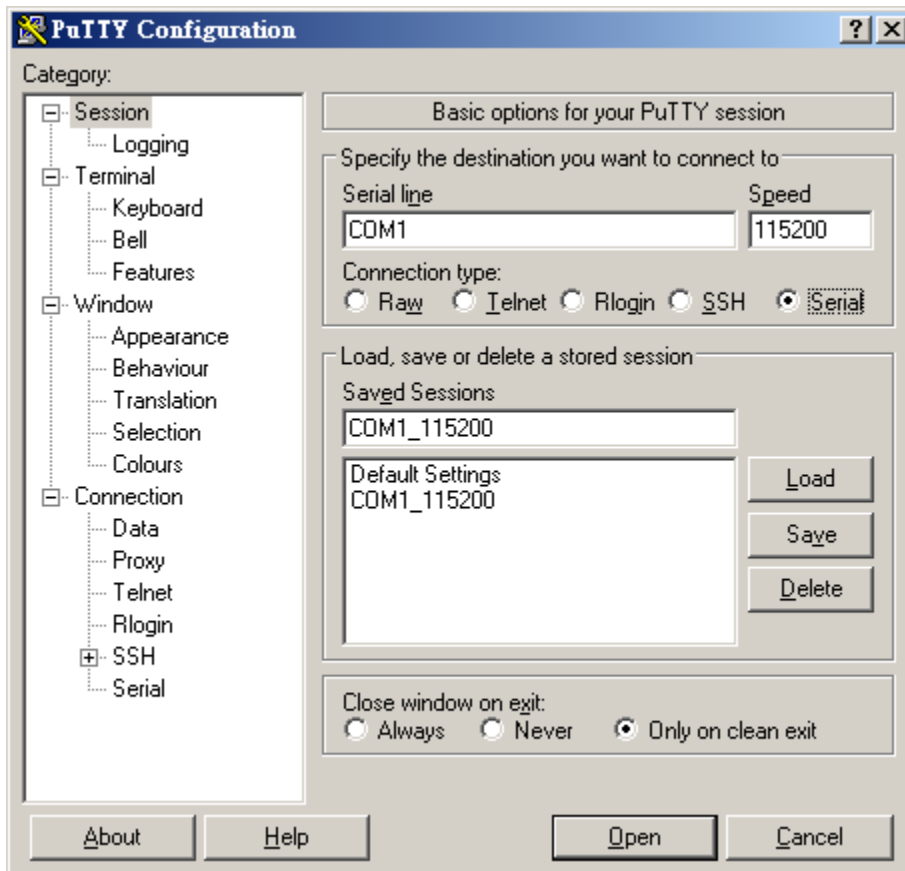 PuTTY Configuration
Category:
Session
Logging
Terminal
Keyboard
Bell
Features
Window
Appearance
Behaviour
Translation
Selection
Colours
Connection
Data
Proxy
Telnet
Rlogin
SSH
Serial
Basic options for your PuTTY session
Specify the destination you want to connect to
Serial line Speed
COM1 115200
Connection type:
Raw Telnet Rlogin SSH Serial
Load, save or delete a stored session
Saved Sessions
COM1_115200
Default Settings
COM1_115200
Load
Save
Delete
Close window on exit:
Always Never Only on clean exit
About Help Open Cancel